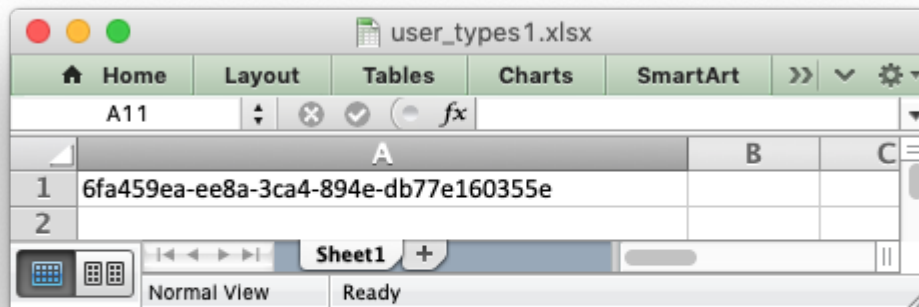 user_types1.xlsx
Home Layout Tables Charts SmartArt
A11 fx
A B C
1 6fa459ea-ee8a-3ca4-894e-db77e160355e
2
Sheet1 +
Normal View Ready